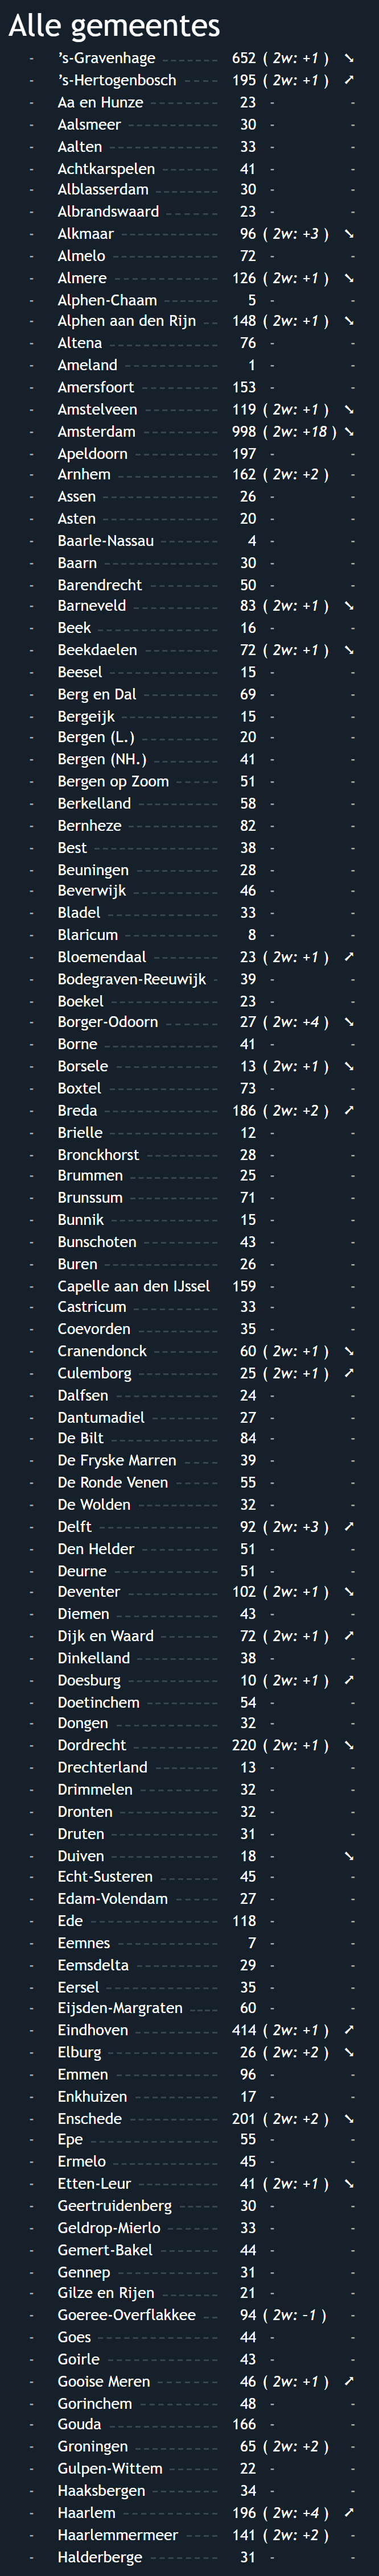 Alle gemeentes
- ’s-Gravenhage 652 ( 2w: +1 ) ➘
- ’s-Hertogenbosch 195 ( 2w: +1 ) ➚
- Aa en Hunze 23 - -
- Aalsmeer 30 - -
- Aalten 33 - -
- Achtkarspelen 41 - -
- Alblasserdam 30 - -
- Albrandswaard 23 - -
- Alkmaar 96 ( 2w: +3 ) ➘
- Almelo 72 - -
- Almere 126 ( 2w: +1 ) ➘
- Alphen-Chaam 5 - -
- Alphen aan den Rijn 148 ( 2w: +1 ) ➘
- Altena 76 - -
- Ameland 1 - -
- Amersfoort 153 - -
- Amstelveen 119 ( 2w: +1 ) ➘
- Amsterdam 998 ( 2w: +18 ) ➘
- Apeldoorn 197 - -
- Arnhem 162 ( 2w: +2 ) -
- Assen 26 - -
- Asten 20 - -
- Baarle-Nassau 4 - -
- Baarn 30 - -
- Barendrecht 50 - -
- Barneveld 83 ( 2w: +1 ) ➘
- Beek 16 - -
- Beekdaelen 72 ( 2w: +1 ) ➘
- Beesel 15 - -
- Berg en Dal 69 - -
- Bergeijk 15 - -
- Bergen (L.) 20 - -
- Bergen (NH.) 41 - -
- Bergen op Zoom 51 - -
- Berkelland 58 - -
- Bernheze 82 - -
- Best 38 - -
- Beuningen 28 - -
- Beverwijk 46 - -
- Bladel 33 - -
- Blaricum 8 - -
- Bloemendaal 23 ( 2w: +1 ) ➚
- Bodegraven-Reeuwijk 39 - -
- Boekel 23 - -
- Borger-Odoorn 27 ( 2w: +4 ) ➘
- Borne 41 - -
- Borsele 13 ( 2w: +1 ) ➘
- Boxtel 73 - -
- Breda 186 ( 2w: +2 ) ➚
- Brielle 12 - -
- Bronckhorst 28 - -
- Brummen 25 - -
- Brunssum 71 - -
- Bunnik 15 - -
- Bunschoten 43 - -
- Buren 26 - -
- Capelle aan den IJssel 159 - -
- Castricum 33 - -
- Coevorden 35 - -
- Cranendonck 60 ( 2w: +1 ) ➘
- Culemborg 25 ( 2w: +1 ) ➚
- Dalfsen 24 - -
- Dantumadiel 27 - -
- De Bilt 84 - -
- De Fryske Marren 39 - -
- De Ronde Venen 55 - -
- De Wolden 32 - -
- Delft 92 ( 2w: +3 ) ➚
- Den Helder 51 - -
- Deurne 51 - -
- Deventer 102 ( 2w: +1 ) ➘
- Diemen 43 - -
- Dijk en Waard 72 ( 2w: +1 ) ➚
- Dinkelland 38 - -
- Doesburg 10 ( 2w: +1 ) ➚
- Doetinchem 54 - -
- Dongen 32 - -
- Dordrecht 220 ( 2w: +1 ) ➘
- Drechterland 13 - -
- Drimmelen 32 - -
- Dronten 32 - -
- Druten 31 - -
- Duiven 18 - ➘
- Echt-Susteren 45 - -
- Edam-Volendam 27 - -
- Ede 118 - -
- Eemnes 7 - -
- Eemsdelta 29 - -
- Eersel 35 - -
- Eijsden-Margraten 60 - -
- Eindhoven 414 ( 2w: +1 ) ➚
- Elburg 26 ( 2w: +2 ) ➘
- Emmen 96 - -
- Enkhuizen 17 - -
- Enschede 201 ( 2w: +2 ) ➘
- Epe 55 - -
- Ermelo 45 - -
- Etten-Leur 41 ( 2w: +1 ) ➘
- Geertruidenberg 30 - -
- Geldrop-Mierlo 33 - -
- Gemert-Bakel 44 - -
- Gennep 31 - -
- Gilze en Rijen 21 - -
- Goeree-Overflakkee 94 ( 2w: -1 ) -
- Goes 44 - -
- Goirle 43 - -
- Gooise Meren 46 ( 2w: +1 ) ➚
- Gorinchem 48 - -
- Gouda 166 - -
- Groningen 65 ( 2w: +2 ) -
- Gulpen-Wittem 22 - -
- Haaksbergen 34 - -
- Haarlem 196 ( 2w: +4 ) ➚
- Haarlemmermeer 141 ( 2w: +2 ) -
- Halderberge 31 - -